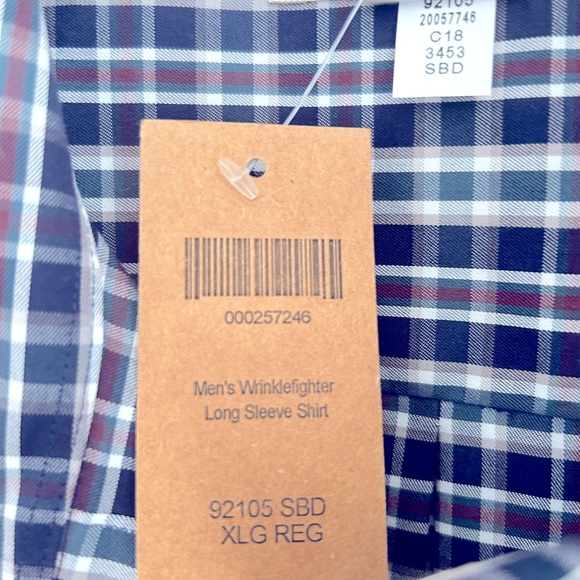 92105
20057746
C18
3453
SBD
000257246
Men's Wrinklefighter
Long Sleeve Shirt
92105 SBD
XLG REG